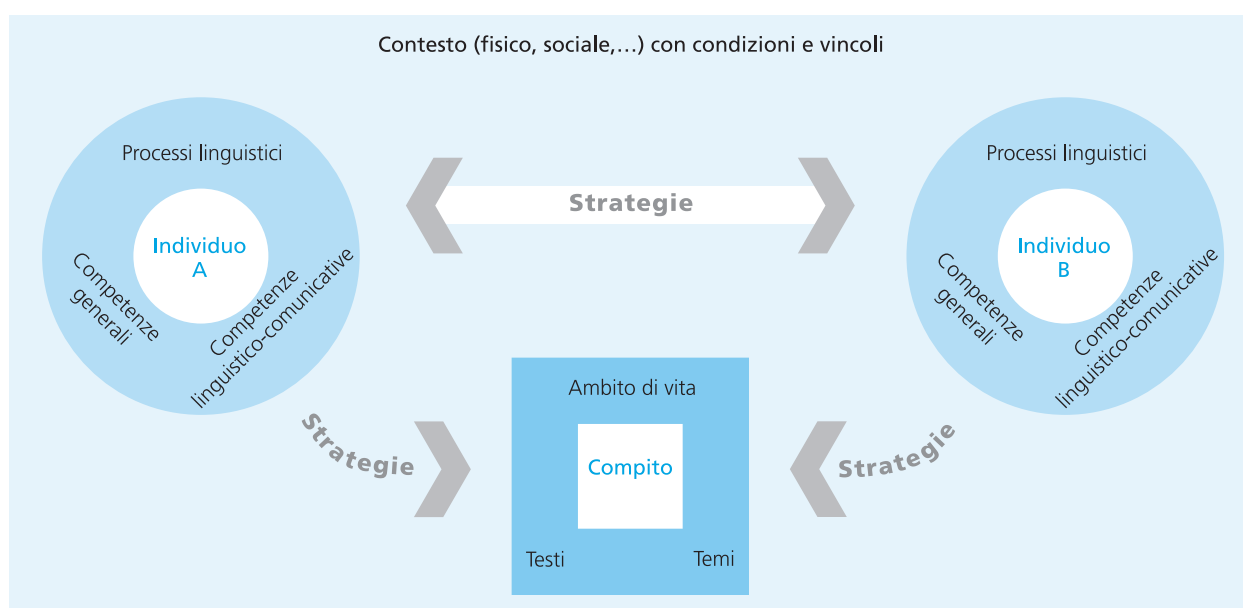 Contesto (fisico, sociale,…) con condizioni e vincoli
Processi linguistici
Individuo
A
Competenze
generali
Competenze
linguistico-comunicative
Strategie
Processi linguistici
Individuo
B
Competenze
generali
Competenze
linguistico-comunicative
Strategie
Ambito di vita
Compito
Testi
Temi
Strategie